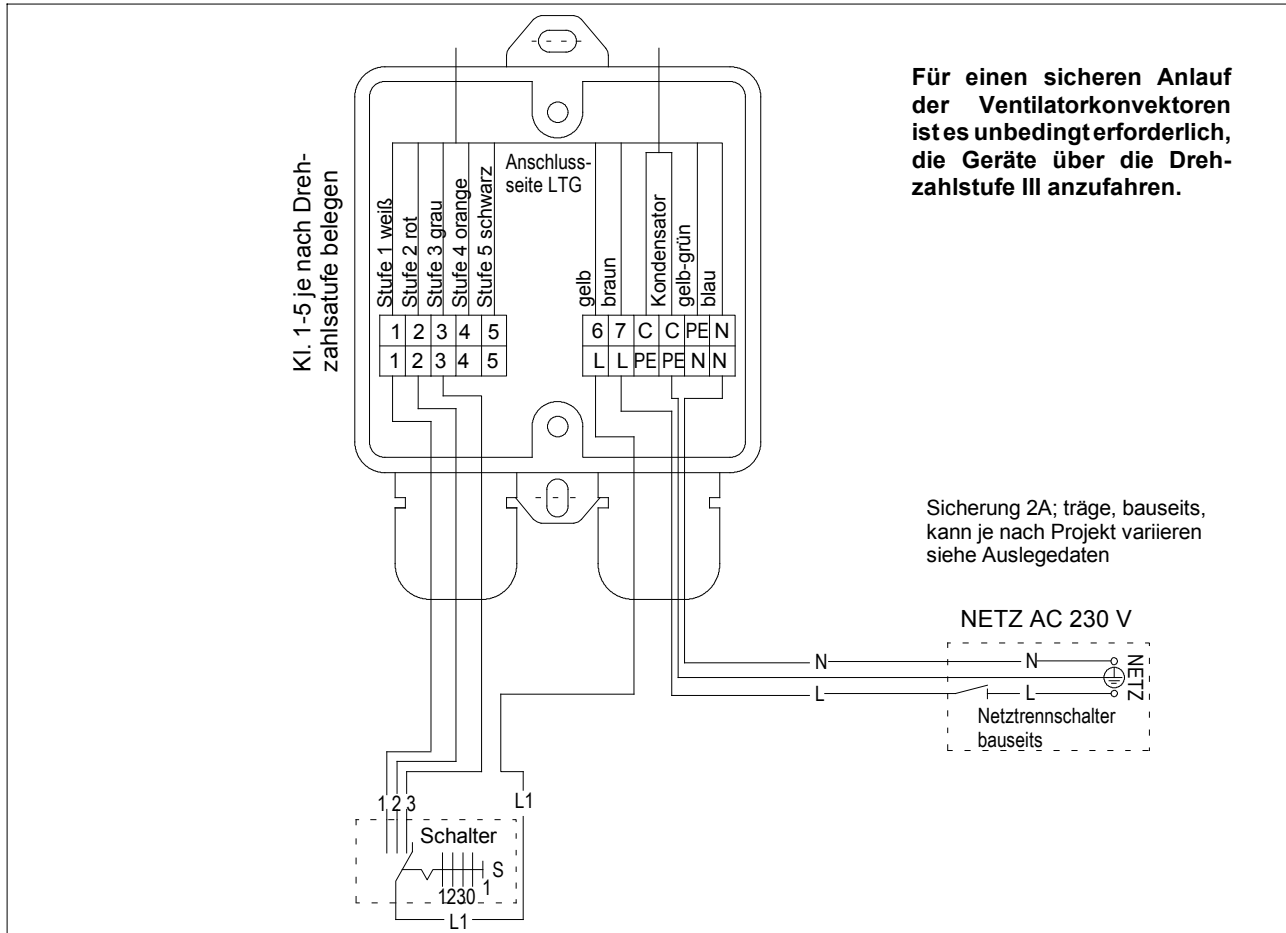 Für einen sicheren Anlauf
der Ventilatorkonvektoren
ist es unbedingt erforderlich,
die Geräte über die Dreh-
zahlstufe III anzufahren.
Kl. 1-5 je nach Dreh-
zahlsatufe belegen
Anschluss-
seite LTG
Stufe 1 weiß
Stufe 2 rot
Stufe 3 grau
Stufe 4 orange
Stufe 5 schwarz
gelb
braun
Kondensator
gelb-grün
blau
1 2 3 4 5
1 2 3 4 5
6 7 C C PE N
L L PE PE N N
Sicherung 2A; träge, bauseits,
kann je nach Projekt variieren
siehe Auslegedaten
NETZ AC 230 V
N N
L L
NETZ
Netztrennschalter
bauseits
1 2 3
L1
Schalter
S
1230
1
L1